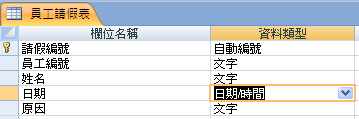 員工請假表
欄位名稱 資料類型
請假編號 自動編號
員工編號 文字
姓名 文字
日期 日期/時間
原因 文字